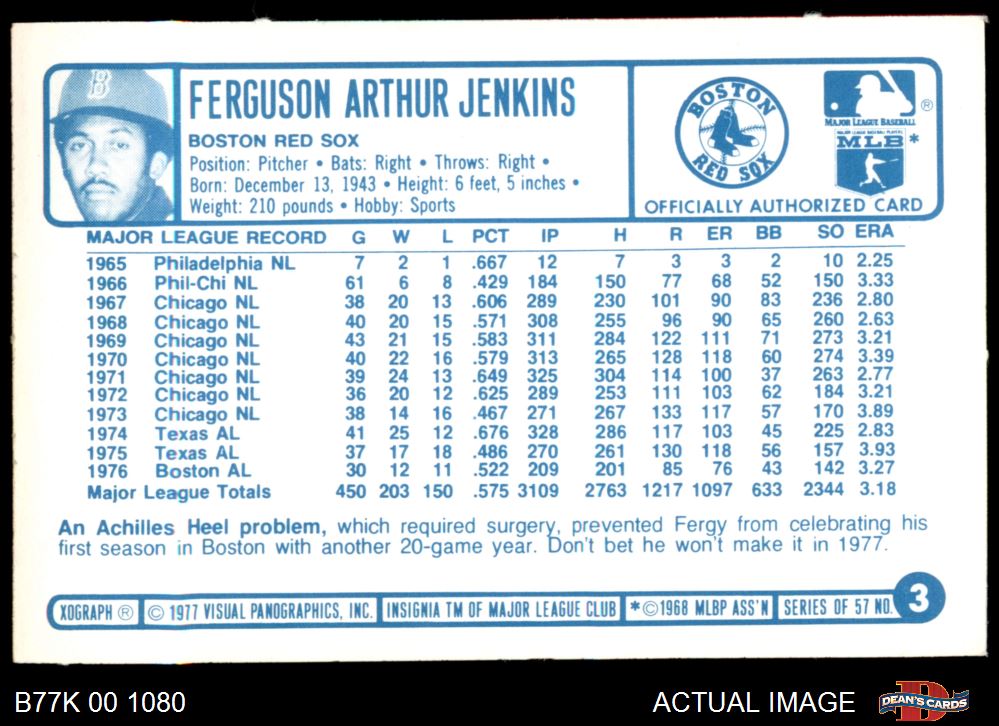 B
FERGUSON ARTHUR JENKINS
BOSTON RED SOX
Position: Pitcher • Bats: Right • Throws: Right •
Born: December 13, 1943 • Height: 6 feet, 5 inches •
Weight: 210 pounds • Hobby: Sports
BOSTON
RED SOX
MAJOR LEAGUE BASEBALL
®
MAJOR LEAGUE BASEBALL PLAYERS
MLB *
OFFICIALLY AUTHORIZED CARD
MAJOR LEAGUE RECORD G W L PCT IP H R ER BB SO ERA
1965 Philadelphia NL 7 2 1 .667 12 7 3 3 2 10 2.25
1966 Phil-Chi NL 61 6 8 .429 184 150 77 68 52 150 3.33
1967 Chicago NL 38 20 13 .606 289 230 101 90 83 236 2.80
1968 Chicago NL 40 20 15 .571 308 255 96 90 65 260 2.63
1969 Chicago NL 43 21 15 .583 311 284 122 111 71 273 3.21
1970 Chicago NL 40 22 16 .579 313 265 128 118 60 274 3.39
1971 Chicago NL 39 24 13 .649 325 304 114 100 37 263 2.77
1972 Chicago NL 36 20 12 .625 289 253 111 103 62 184 3.21
1973 Chicago NL 38 14 16 .467 271 267 133 117 57 170 3.89
1974 Texas AL 41 25 12 .676 328 286 117 103 45 225 2.83
1975 Texas AL 37 17 18 .486 270 261 130 118 56 157 3.93
1976 Boston AL 30 12 11 .522 209 201 85 76 43 142 3.27
Major League Totals 450 203 150 .575 3109 2763 1217 1097 633 2344 3.18
An Achilles Heel problem, which required surgery, prevented Fergy from celebrating his
first season in Boston with another 20-game year. Don't bet he won't make it in 1977.
XOGRAPH ® © 1977 VISUAL PANOGRAPHICS, INC. INSIGNIA TM OF MAJOR LEAGUE CLUB *©1968 MLBP ASS'N SERIES OF 57 NO. 3
B77K 00 1080
ACTUAL IMAGE
D
DEAN'S CARDS